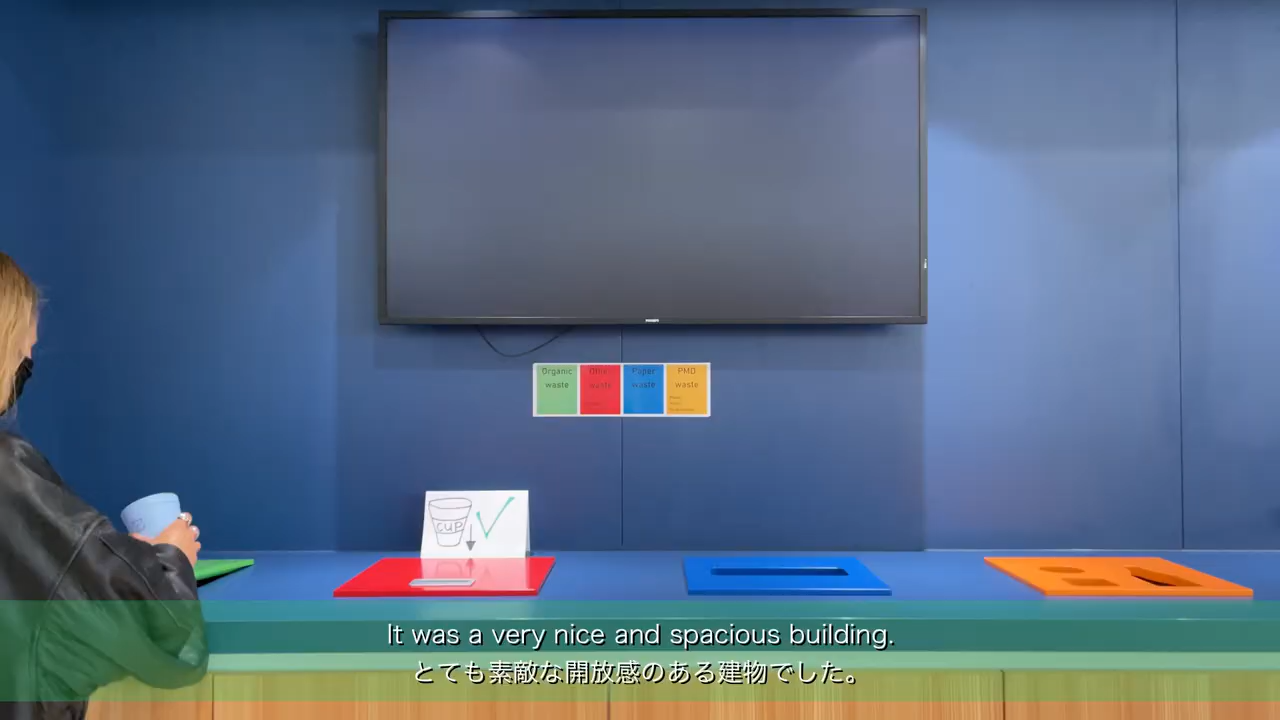 Organic
waste
Other
waste
Paper
waste
PMD
waste
CUP
It was a very nice and spacious building.
とても素敵な開放感のある建物でした。